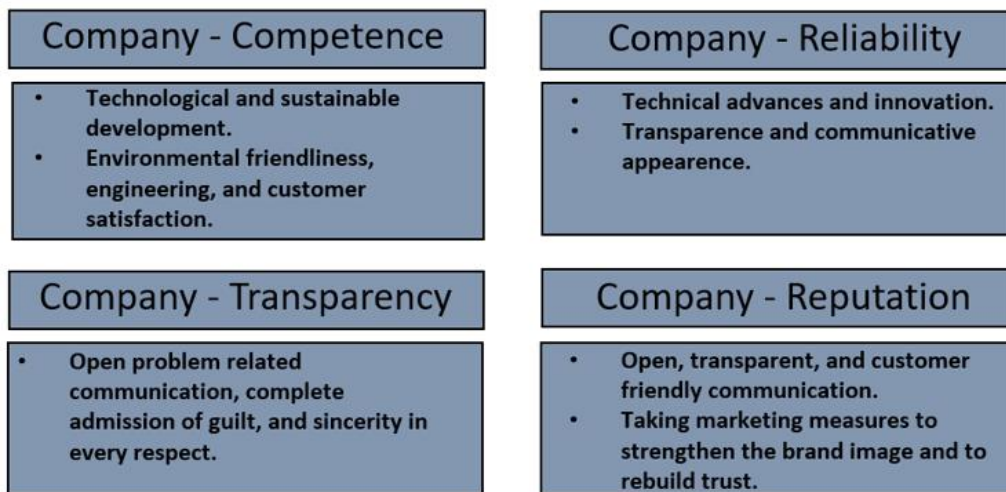 Company - Competence
• Technological and sustainable
development.
• Environmental friendliness,
engineering, and customer
satisfaction.
Company - Reliability
• Technical advances and innovation.
• Transparence and communicative
appearence.
Company - Transparency
• Open problem related
communication, complete
admission of guilt, and sincerity in
every respect.
Company - Reputation
• Open, transparent, and customer
friendly communication.
• Taking marketing measures to
strengthen the brand image and to
rebuild trust.